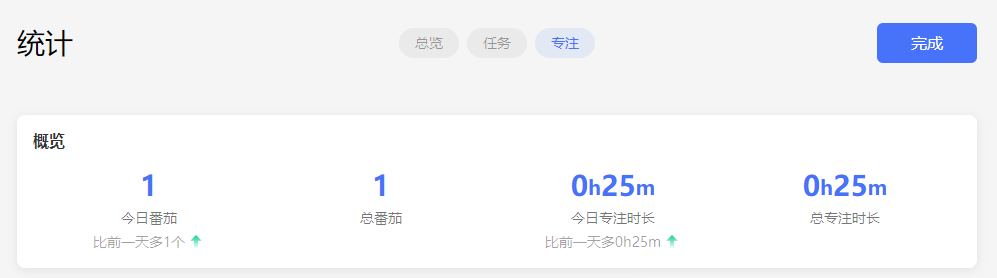 统计
总览 任务 专注
完成
概览
1 1 0h25m 0h25m
今日番茄 总番茄 今日专注时长 总专注时长
比前一天多1个 比前一天多0h25m